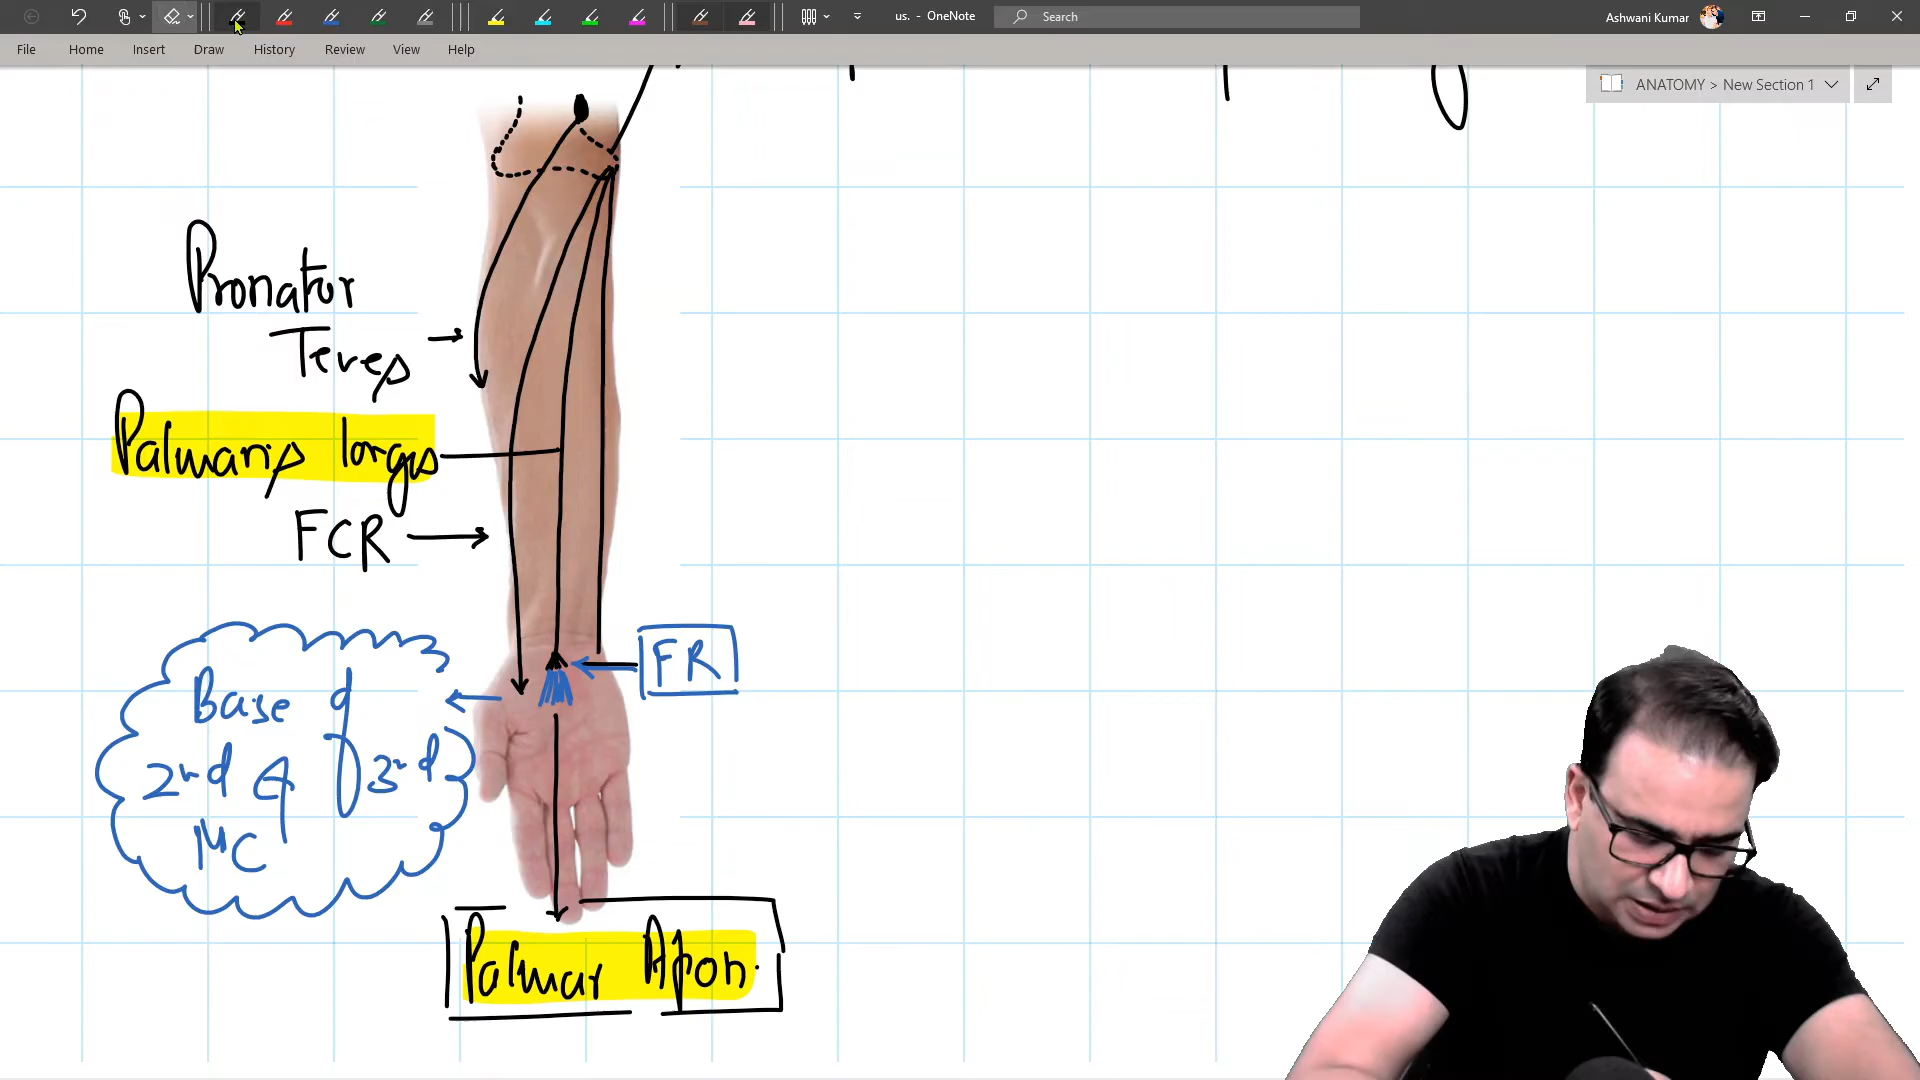 us. - OneNote
Search
Ashwani Kumar
File Home Insert Draw History Review View Help
ANATOMY > New Section 1
Pronator
Teres
Palmaris longs
FCR
FR
Base of
2nd & 3rd
MC
Palmar Apon.